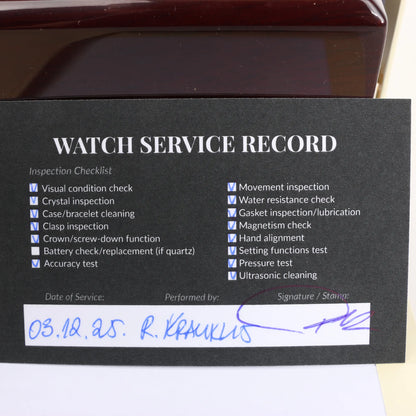 WATCH SERVICE RECORD
Inspection Checklist
Visual condition check
Crystal inspection
Case/bracelet cleaning
Clasp inspection
Crown/screw-down function
Battery check/replacement (if quartz)
Accuracy test
Movement inspection
Water resistance check
Gasket inspection/lubrication
Magnetism check
Hand alignment
Setting functions test
Pressure test
Ultrasonic cleaning
Date of Service: Performed by: Signature / Stamp:
03.12.25. R. KRAUKLIS